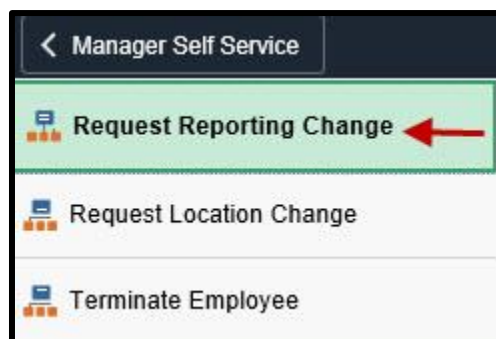 Manager Self Service
Request Reporting Change
Request Location Change
Terminate Employee